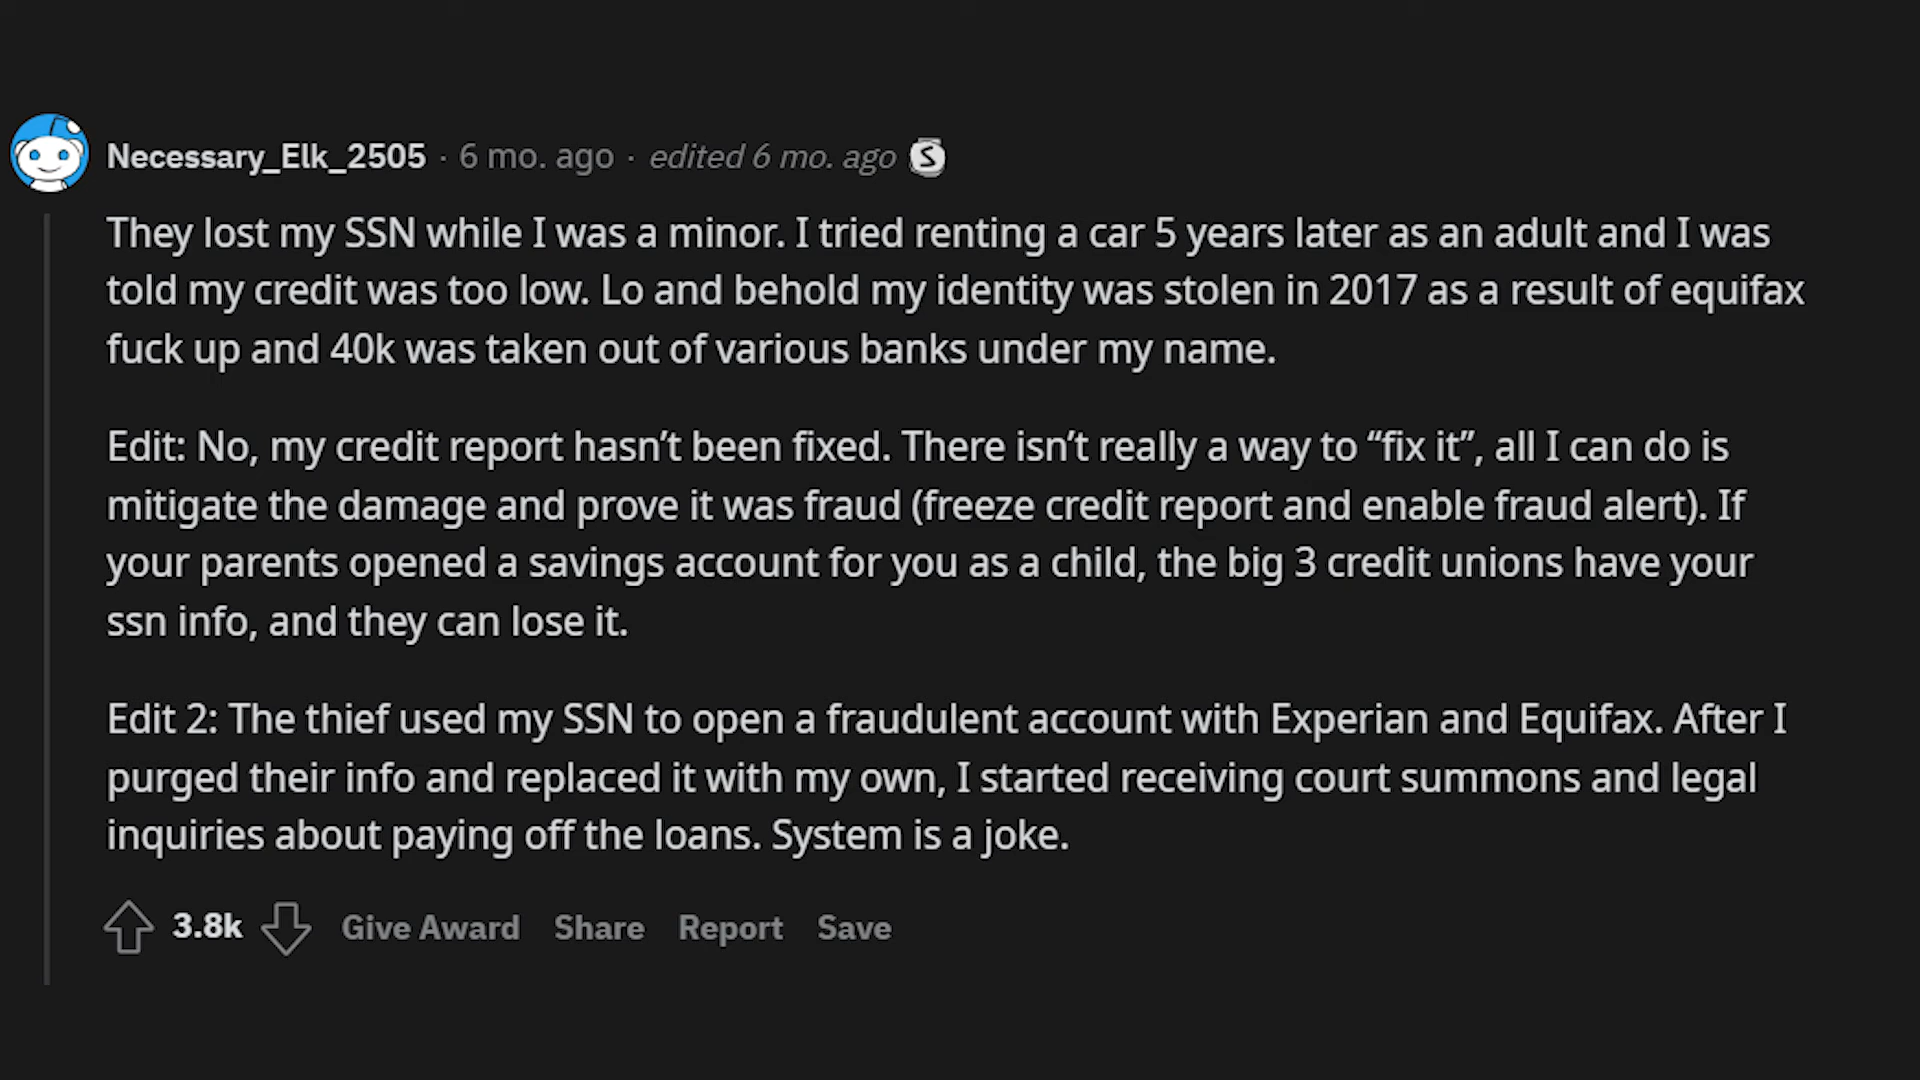 Necessary_Elk_2505 · 6 mo. ago · edited 6 mo. ago S
They lost my SSN while I was a minor. I tried renting a car 5 years later as an adult and I was
told my credit was too low. Lo and behold my identity was stolen in 2017 as a result of equifax
fuck up and 40k was taken out of various banks under my name.
Edit: No, my credit report hasn’t been fixed. There isn’t really a way to “fix it”, all I can do is
mitigate the damage and prove it was fraud (freeze credit report and enable fraud alert). If
your parents opened a savings account for you as a child, the big 3 credit unions have your
ssn info, and they can lose it.
Edit 2: The thief used my SSN to open a fraudulent account with Experian and Equifax. After I
purged their info and replaced it with my own, I started receiving court summons and legal
inquiries about paying off the loans. System is a joke.
3.8k Give Award Share Report Save